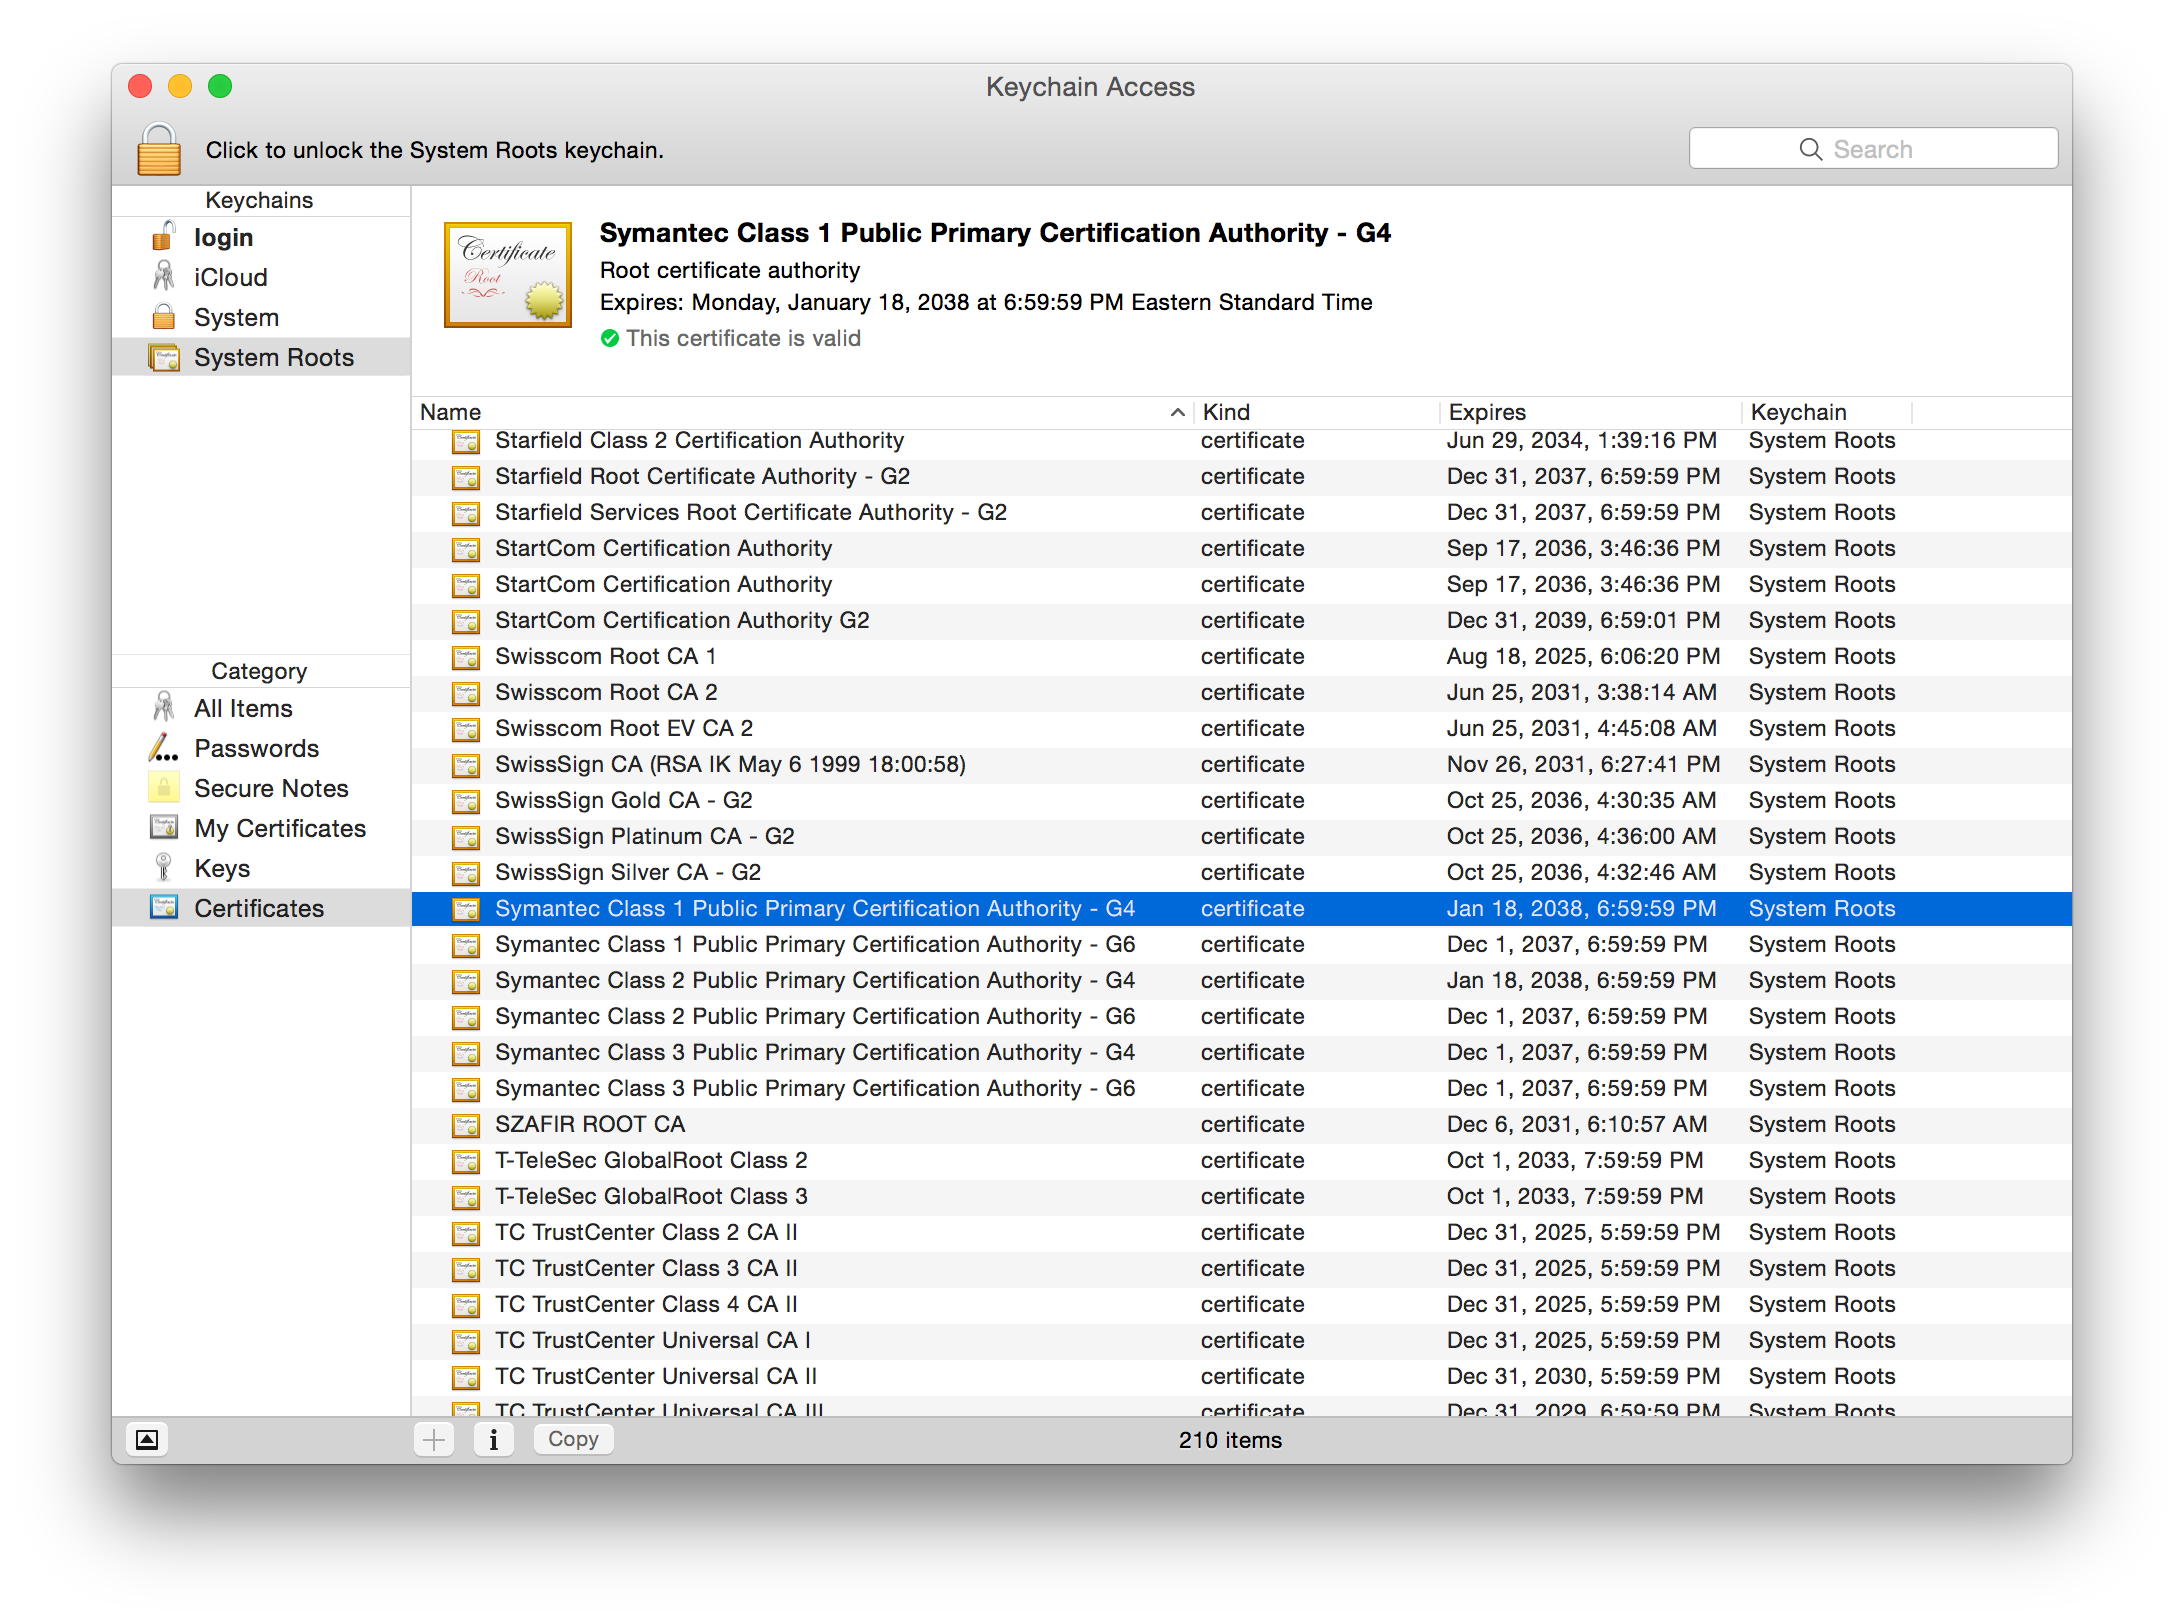 Keychain Access
Click to unlock the System Roots keychain.
Search
Keychains
login
iCloud
System
System Roots
Category
All Items
Passwords
Secure Notes
My Certificates
Keys
Certificates
Certificate
Root
Symantec Class 1 Public Primary Certification Authority - G4
Root certificate authority
Expires: Monday, January 18, 2038 at 6:59:59 PM Eastern Standard Time
This certificate is valid
Name Kind Expires Keychain
Starfield Class 2 Certification Authority certificate Jun 29, 2034, 1:39:16 PM System Roots
Starfield Root Certificate Authority - G2 certificate Dec 31, 2037, 6:59:59 PM System Roots
Starfield Services Root Certificate Authority - G2 certificate Dec 31, 2037, 6:59:59 PM System Roots
StartCom Certification Authority certificate Sep 17, 2036, 3:46:36 PM System Roots
StartCom Certification Authority certificate Sep 17, 2036, 3:46:36 PM System Roots
StartCom Certification Authority G2 certificate Dec 31, 2039, 6:59:01 PM System Roots
Swisscom Root CA 1 certificate Aug 18, 2025, 6:06:20 PM System Roots
Swisscom Root CA 2 certificate Jun 25, 2031, 3:38:14 AM System Roots
Swisscom Root EV CA 2 certificate Jun 25, 2031, 4:45:08 AM System Roots
SwissSign CA (RSA IK May 6 1999 18:00:58) certificate Nov 26, 2031, 6:27:41 PM System Roots
SwissSign Gold CA - G2 certificate Oct 25, 2036, 4:30:35 AM System Roots
SwissSign Platinum CA - G2 certificate Oct 25, 2036, 4:36:00 AM System Roots
SwissSign Silver CA - G2 certificate Oct 25, 2036, 4:32:46 AM System Roots
Symantec Class 1 Public Primary Certification Authority - G4 certificate Jan 18, 2038, 6:59:59 PM System Roots
Symantec Class 1 Public Primary Certification Authority - G6 certificate Dec 1, 2037, 6:59:59 PM System Roots
Symantec Class 2 Public Primary Certification Authority - G4 certificate Jan 18, 2038, 6:59:59 PM System Roots
Symantec Class 2 Public Primary Certification Authority - G6 certificate Dec 1, 2037, 6:59:59 PM System Roots
Symantec Class 3 Public Primary Certification Authority - G4 certificate Dec 1, 2037, 6:59:59 PM System Roots
Symantec Class 3 Public Primary Certification Authority - G6 certificate Dec 1, 2037, 6:59:59 PM System Roots
SZAFIR ROOT CA certificate Dec 6, 2031, 6:10:57 AM System Roots
T-TeleSec GlobalRoot Class 2 certificate Oct 1, 2033, 7:59:59 PM System Roots
T-TeleSec GlobalRoot Class 3 certificate Oct 1, 2033, 7:59:59 PM System Roots
TC TrustCenter Class 2 CA II certificate Dec 31, 2025, 5:59:59 PM System Roots
TC TrustCenter Class 3 CA II certificate Dec 31, 2025, 5:59:59 PM System Roots
TC TrustCenter Class 4 CA II certificate Dec 31, 2025, 5:59:59 PM System Roots
TC TrustCenter Universal CA I certificate Dec 31, 2025, 5:59:59 PM System Roots
TC TrustCenter Universal CA II certificate Dec 31, 2030, 5:59:59 PM System Roots
TC TrustCenter Universal CA III certificate Dec 31, 2029, 6:59:59 PM System Roots
Copy
210 items